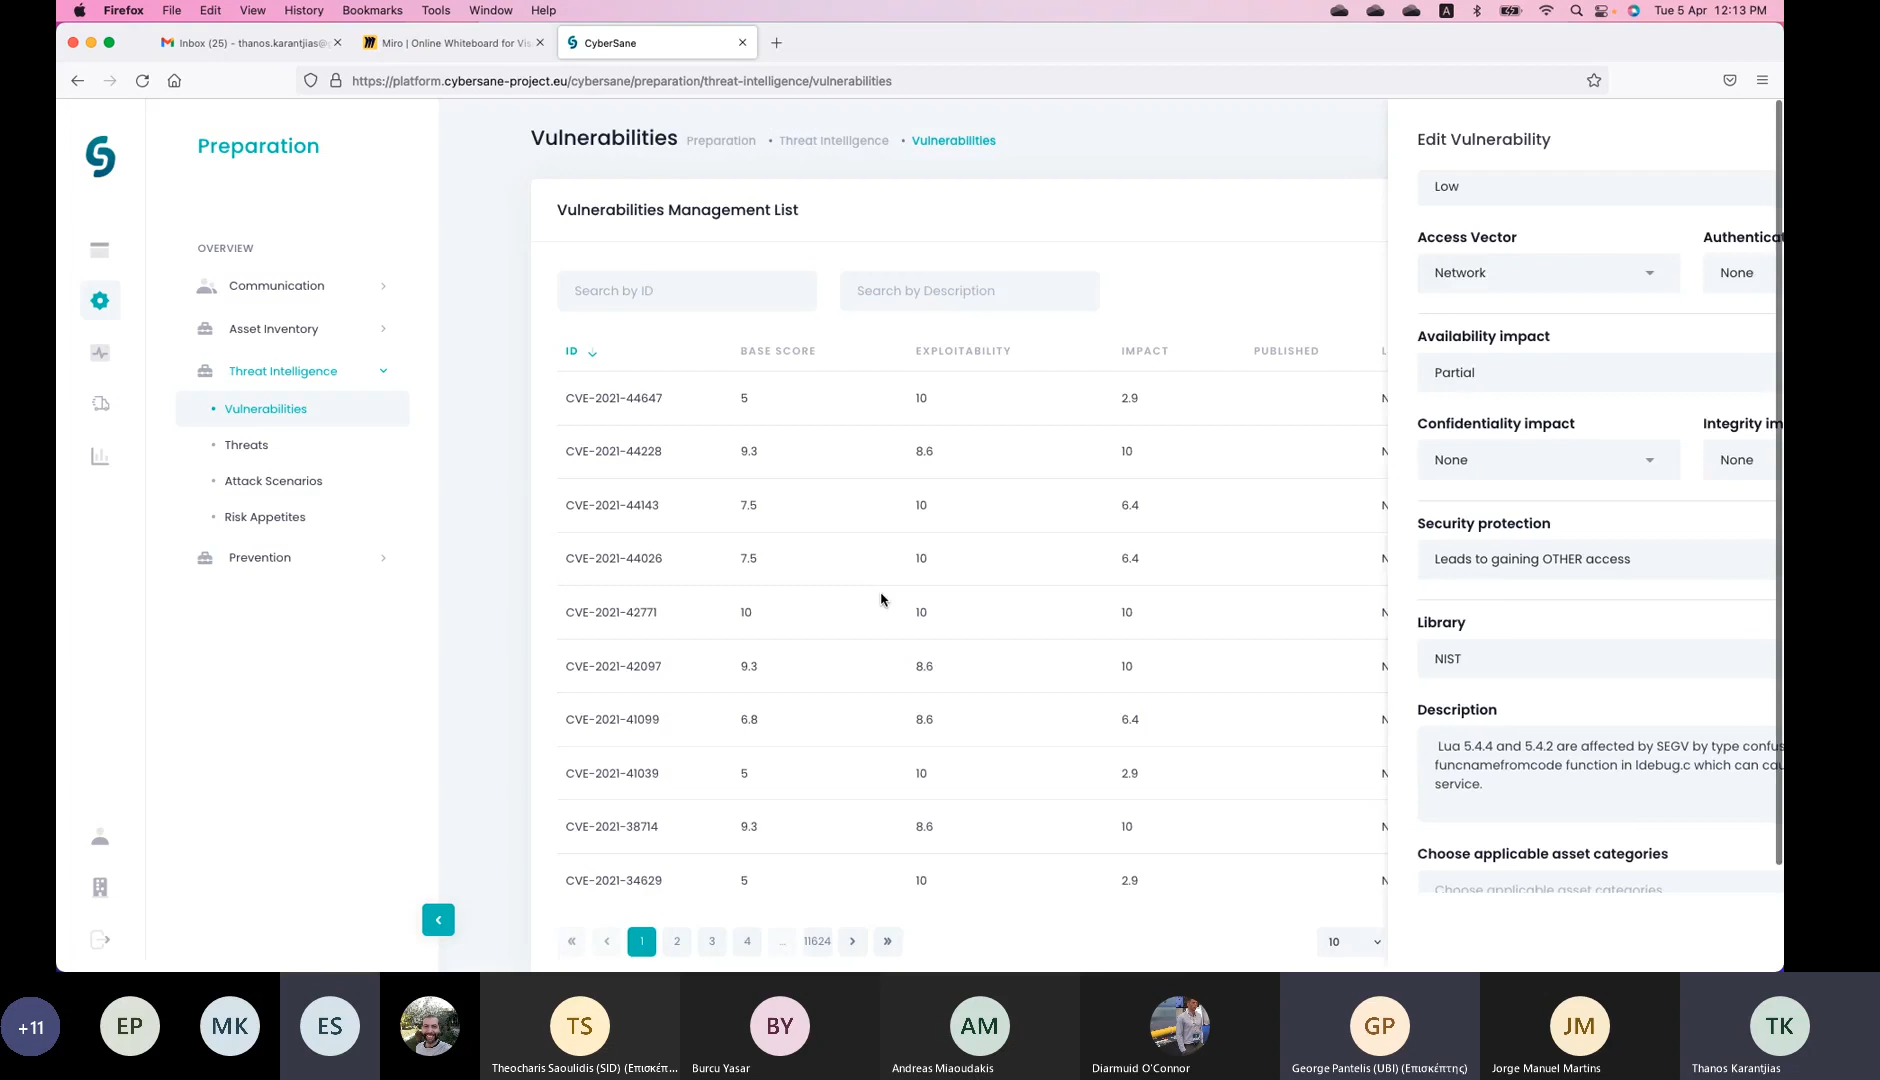 Firefox File Edit View History Bookmarks Tools Window Help
A
Tue 5 Apr 12:13 PM
Inbox (25) - thanos.karantjias@
Miro | Online Whiteboard for Vis
CyberSane
https://platform.cybersane-project.eu/cybersane/preparation/threat-intelligence/vulnerabilities
Preparation
OVERVIEW
Communication
Asset Inventory
Threat Intelligence
• Vulnerabilities
• Threats
• Attack Scenarios
• Risk Appetites
Prevention
Vulnerabilities Preparation • Threat Intelligence • Vulnerabilities
Vulnerabilities Management List
Search by ID Search by Description
ID BASE SCORE EXPLOITABILITY IMPACT PUBLISHED L
CVE-2021-44647 5 10 2.9 N
CVE-2021-44228 9.3 8.6 10 N
CVE-2021-44143 7.5 10 6.4 N
CVE-2021-44026 7.5 10 6.4 N
CVE-2021-42771 10 10 10 N
CVE-2021-42097 9.3 8.6 10 N
CVE-2021-41099 6.8 8.6 6.4 N
CVE-2021-41039 5 10 2.9 N
CVE-2021-38714 9.3 8.6 10 N
CVE-2021-34629 5 10 2.9 N
« ‹ 1 2 3 4 ... 11624 › »
10
Edit Vulnerability
Low
Access Vector Authenticat
Network None
Availability impact
Partial
Confidentiality impact Integrity im
None None
Security protection
Leads to gaining OTHER access
Library
NIST
Description
Lua 5.4.4 and 5.4.2 are affected by SEGV by type confus
funcnamefromcode function in ldebug.c which can cau
service.
Choose applicable asset categories
Choose applicable asset categories
+11 EP MK ES TS BY AM GP JM TK
Theocharis Saoulidis (SID) (Επισκέπ... Burcu Yasar Andreas Miaoudakis Diarmuid O'Connor George Pantelis (UBI) (Επισκέπτης) Jorge Manuel Martins Thanos Karantjias